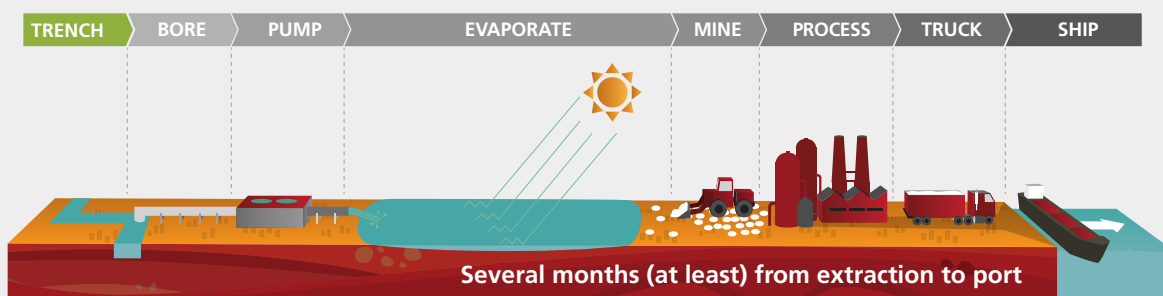 TRENCH
BORE
PUMP
EVAPORATE
MINE
PROCESS
TRUCK
SHIP
Several months (at least) from extraction to port